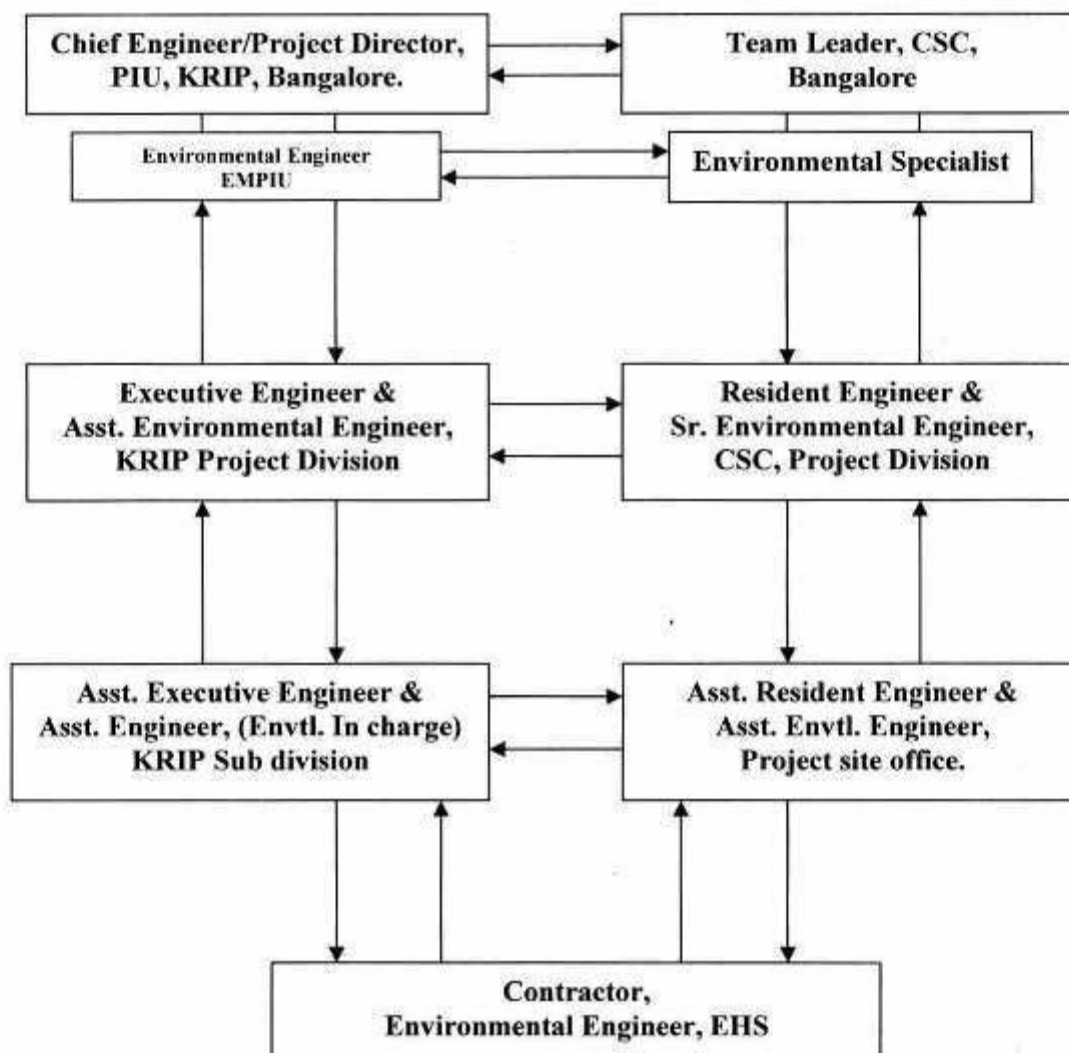 Chief Engineer/Project Director,
PIU, KRIP, Bangalore.
Team Leader, CSC,
Bangalore
Environmental Engineer
EMPIU
Environmental Specialist
Executive Engineer &
Asst. Environmental Engineer,
KRIP Project Division
Resident Engineer &
Sr. Environmental Engineer,
CSC, Project Division
Asst. Executive Engineer &
Asst. Engineer, (Envtl. In charge)
KRIP Sub division
Asst. Resident Engineer &
Asst. Envtl. Engineer,
Project site office.
Contractor,
Environmental Engineer, EHS